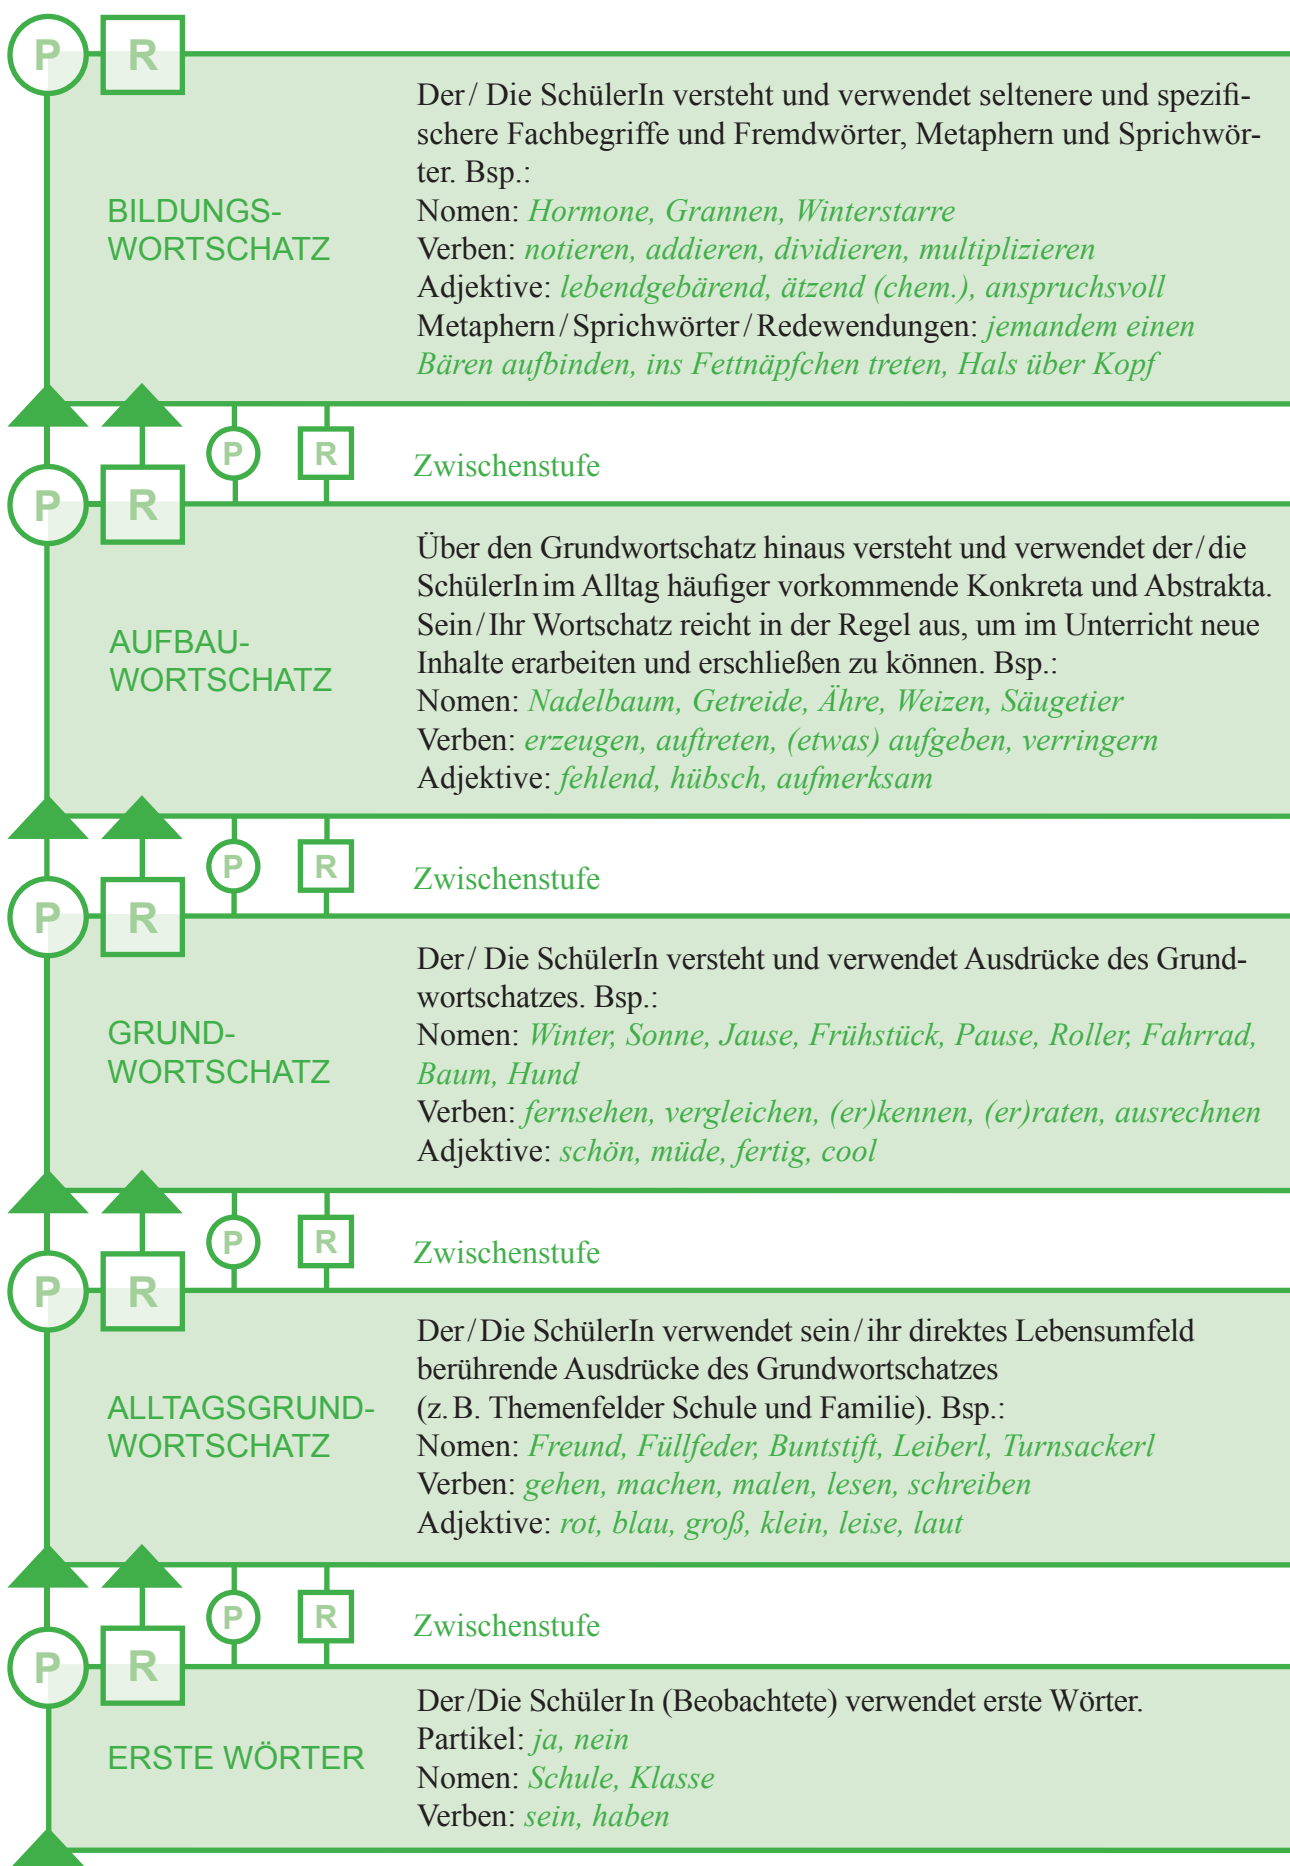 P R
Der / Die SchülerIn versteht und verwendet seltenere und spezifi-
schere Fachbegriffe und Fremdwörter, Metaphern und Sprichwör-
ter. Bsp.:
BILDUNGS-
WORTSCHATZ
Nomen: Hormone, Grannen, Winterstarre
Verben: notieren, addieren, dividieren, multiplizieren
Adjektive: lebendgebärend, ätzend (chem.), anspruchsvoll
Metaphern / Sprichwörter / Redewendungen: jemandem einen
Bären aufbinden, ins Fettnäpfchen treten, Hals über Kopf
P R Zwischenstufe
P R
Über den Grundwortschatz hinaus versteht und verwendet der / die
SchülerIn im Alltag häufiger vorkommende Konkreta und Abstrakta.
Sein / Ihr Wortschatz reicht in der Regel aus, um im Unterricht neue
Inhalte erarbeiten und erschließen zu können. Bsp.:
AUFBAU-
WORTSCHATZ
Nomen: Nadelbaum, Getreide, Ähre, Weizen, Säugetier
Verben: erzeugen, auftreten, (etwas) aufgeben, verringern
Adjektive: fehlend, hübsch, aufmerksam
P R Zwischenstufe
P R
Der / Die SchülerIn versteht und verwendet Ausdrücke des Grund-
wortschatzes. Bsp.:
GRUND-
WORTSCHATZ
Nomen: Winter, Sonne, Jause, Frühstück, Pause, Roller, Fahrrad,
Baum, Hund
Verben: fernsehen, vergleichen, (er)kennen, (er)raten, ausrechnen
Adjektive: schön, müde, fertig, cool
P R Zwischenstufe
P R
Der / Die SchülerIn verwendet sein / ihr direktes Lebensumfeld
berührende Ausdrücke des Grundwortschatzes
(z. B. Themenfelder Schule und Familie). Bsp.:
ALLTAGSGRUND-
WORTSCHATZ
Nomen: Freund, Füllfeder, Buntstift, Leiberl, Turnsackerl
Verben: gehen, machen, malen, lesen, schreiben
Adjektive: rot, blau, groß, klein, leise, laut
P R Zwischenstufe
P R
Der /Die Schüler In (Beobachtete) verwendet erste Wörter.
Partikel: ja, nein
ERSTE WÖRTER
Nomen: Schule, Klasse
Verben: sein, haben